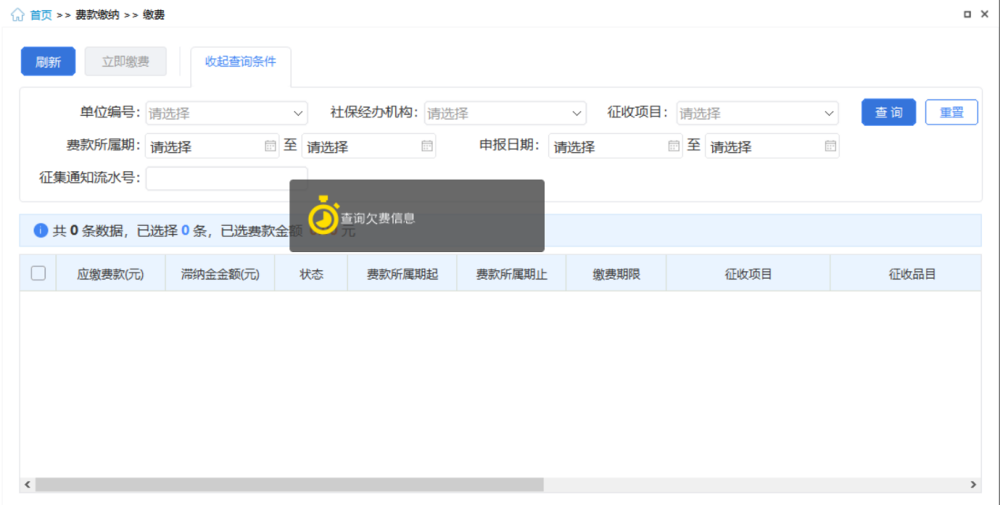 首页 >> 费款缴纳 >> 缴费
刷新 立即缴费 收起查询条件
单位编号: 请选择 社保经办机构: 请选择 征收项目: 请选择 查询 重置
费款所属期: 请选择 至 请选择 申报日期: 请选择 至 请选择
征集通知流水号:
查询欠费信息
共 0 条数据，已选择 0 条，已选费款金额 元
应缴费款(元) 滞纳金金额(元) 状态 费款所属期起 费款所属期止 缴费期限 征收项目 征收品目